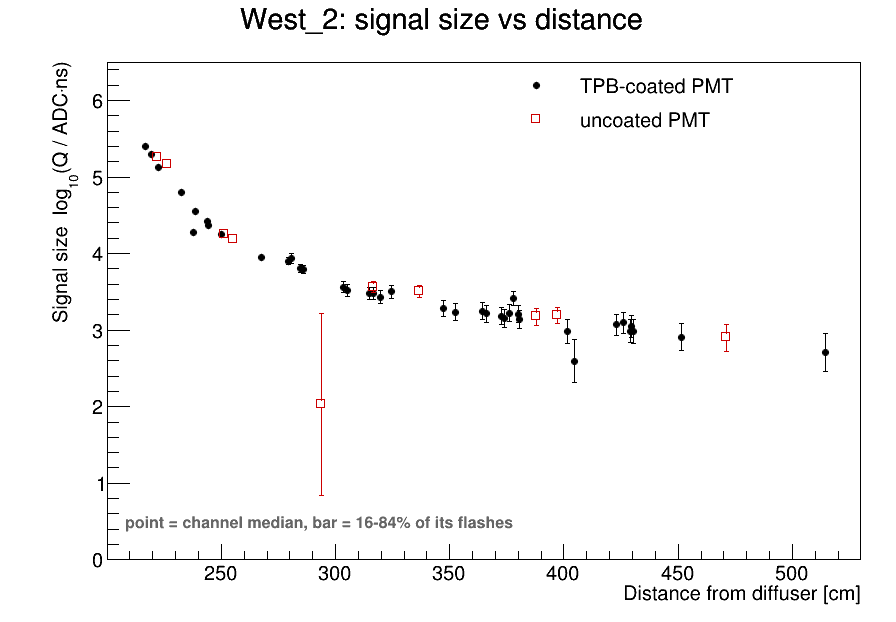 West_2: signal size vs distance
Signal size log10(Q / ADC·ns)
TPB-coated PMT
uncoated PMT
6
5
4
3
2
1
0
point = channel median, bar = 16-84% of its flashes
250 300 350 400 450 500
Distance from diffuser [cm]